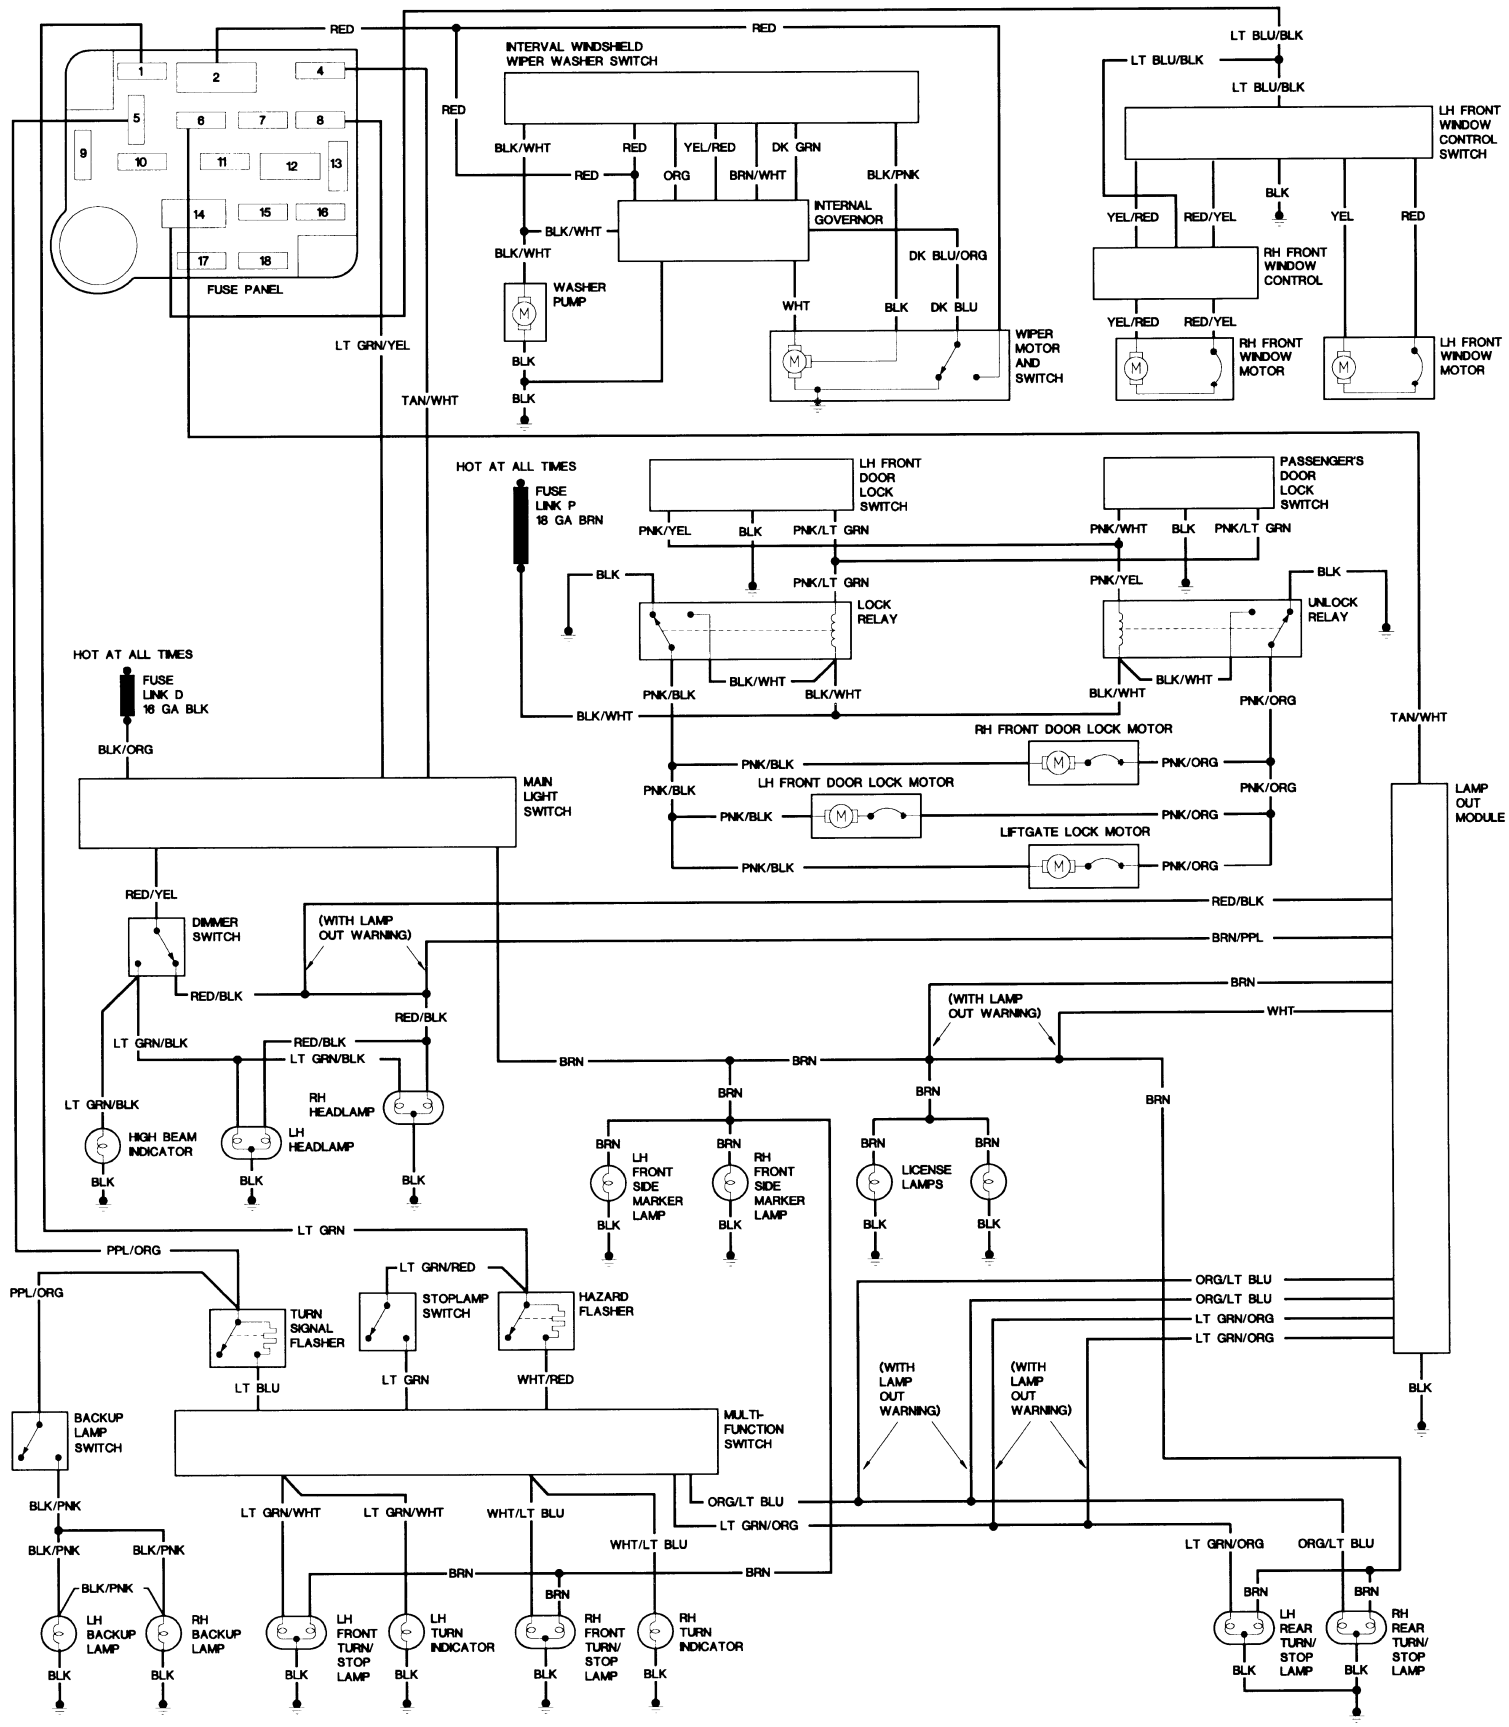 RED
RED
LT BLU/BLK
LT BLU/BLK
LT BLU/BLK
INTERVAL WINDSHIELD
WIPER WASHER SWITCH
1
2
4
5
6
7
8
9
10
11
12
13
14
15
16
17
18
FUSE PANEL
RED
BLK/WHT
RED
YEL/RED
DK GRN
RED
ORG
BRN/WHT
BLK/PNK
INTERNAL
GOVERNOR
BLK/WHT
BLK/WHT
DK BLU/ORG
WASHER
PUMP
M
WHT
BLK
DK BLU
BLK
BLK
M
WIPER
MOTOR
AND
SWITCH
LH FRONT
WINDOW
CONTROL
SWITCH
BLK
YEL/RED
RED/YEL
YEL
RED
RH FRONT
WINDOW
CONTROL
YEL/RED
RED/YEL
M
RH FRONT
WINDOW
MOTOR
M
LH FRONT
WINDOW
MOTOR
LT GRN/YEL
TAN/WHT
HOT AT ALL TIMES
FUSE
LINK P
18 GA BRN
LH FRONT
DOOR
LOCK
SWITCH
PASSENGER'S
DOOR
LOCK
SWITCH
PNK/YEL
BLK
PNK/LT GRN
PNK/WHT
BLK
PNK/LT GRN
BLK
PNK/LT GRN
PNK/YEL
BLK
LOCK
RELAY
UNLOCK
RELAY
HOT AT ALL TIMES
FUSE
LINK D
16 GA BLK
BLK/ORG
BLK/WHT
BLK/WHT
PNK/BLK
BLK/WHT
BLK/WHT
PNK/ORG
BLK/WHT
TAN/WHT
RH FRONT DOOR LOCK MOTOR
PNK/BLK
M
PNK/ORG
LH FRONT DOOR LOCK MOTOR
PNK/BLK
PNK/ORG
PNK/BLK
M
PNK/ORG
LIFTGATE LOCK MOTOR
PNK/BLK
M
PNK/ORG
MAIN
LIGHT
SWITCH
LAMP
OUT
MODULE
RED/YEL
DIMMER
SWITCH
(WITH LAMP
OUT WARNING)
RED/BLK
BRN/PPL
RED/BLK
BRN
(WITH LAMP
OUT WARNING)
WHT
RED/BLK
LT GRN/BLK
RED/BLK
LT GRN/BLK
BRN
BRN
BRN
BRN
BRN
LT GRN/BLK
RH
HEADLAMP
HIGH BEAM
INDICATOR
LH
HEADLAMP
BLK
BLK
BLK
BRN
BRN
BRN
BRN
LH
FRONT
SIDE
MARKER
LAMP
RH
FRONT
SIDE
MARKER
LAMP
LICENSE
LAMPS
BLK
BLK
BLK
BLK
LT GRN
PPL/ORG
PPL/ORG
LT GRN/RED
STOPLAMP
SWITCH
HAZARD
FLASHER
TURN
SIGNAL
FLASHER
ORG/LT BLU
ORG/LT BLU
LT GRN/ORG
LT GRN/ORG
LT BLU
LT GRN
WHT/RED
(WITH
LAMP
OUT
WARNING)
(WITH
LAMP
OUT
WARNING)
BLK
BACKUP
LAMP
SWITCH
MULTI-
FUNCTION
SWITCH
BLK/PNK
LT GRN/WHT
LT GRN/WHT
WHT/LT BLU
ORG/LT BLU
LT GRN/ORG
WHT/LT BLU
LT GRN/ORG
ORG/LT BLU
BLK/PNK
BLK/PNK
BLK/PNK
BRN
BRN
BRN
BRN
BRN
LH
BACKUP
LAMP
RH
BACKUP
LAMP
LH
FRONT
TURN/
STOP
LAMP
LH
TURN
INDICATOR
RH
FRONT
TURN/
STOP
LAMP
RH
TURN
INDICATOR
LH
REAR
TURN/
STOP
LAMP
RH
REAR
TURN/
STOP
LAMP
BLK
BLK
BLK
BLK
BLK
BLK
BLK
BLK